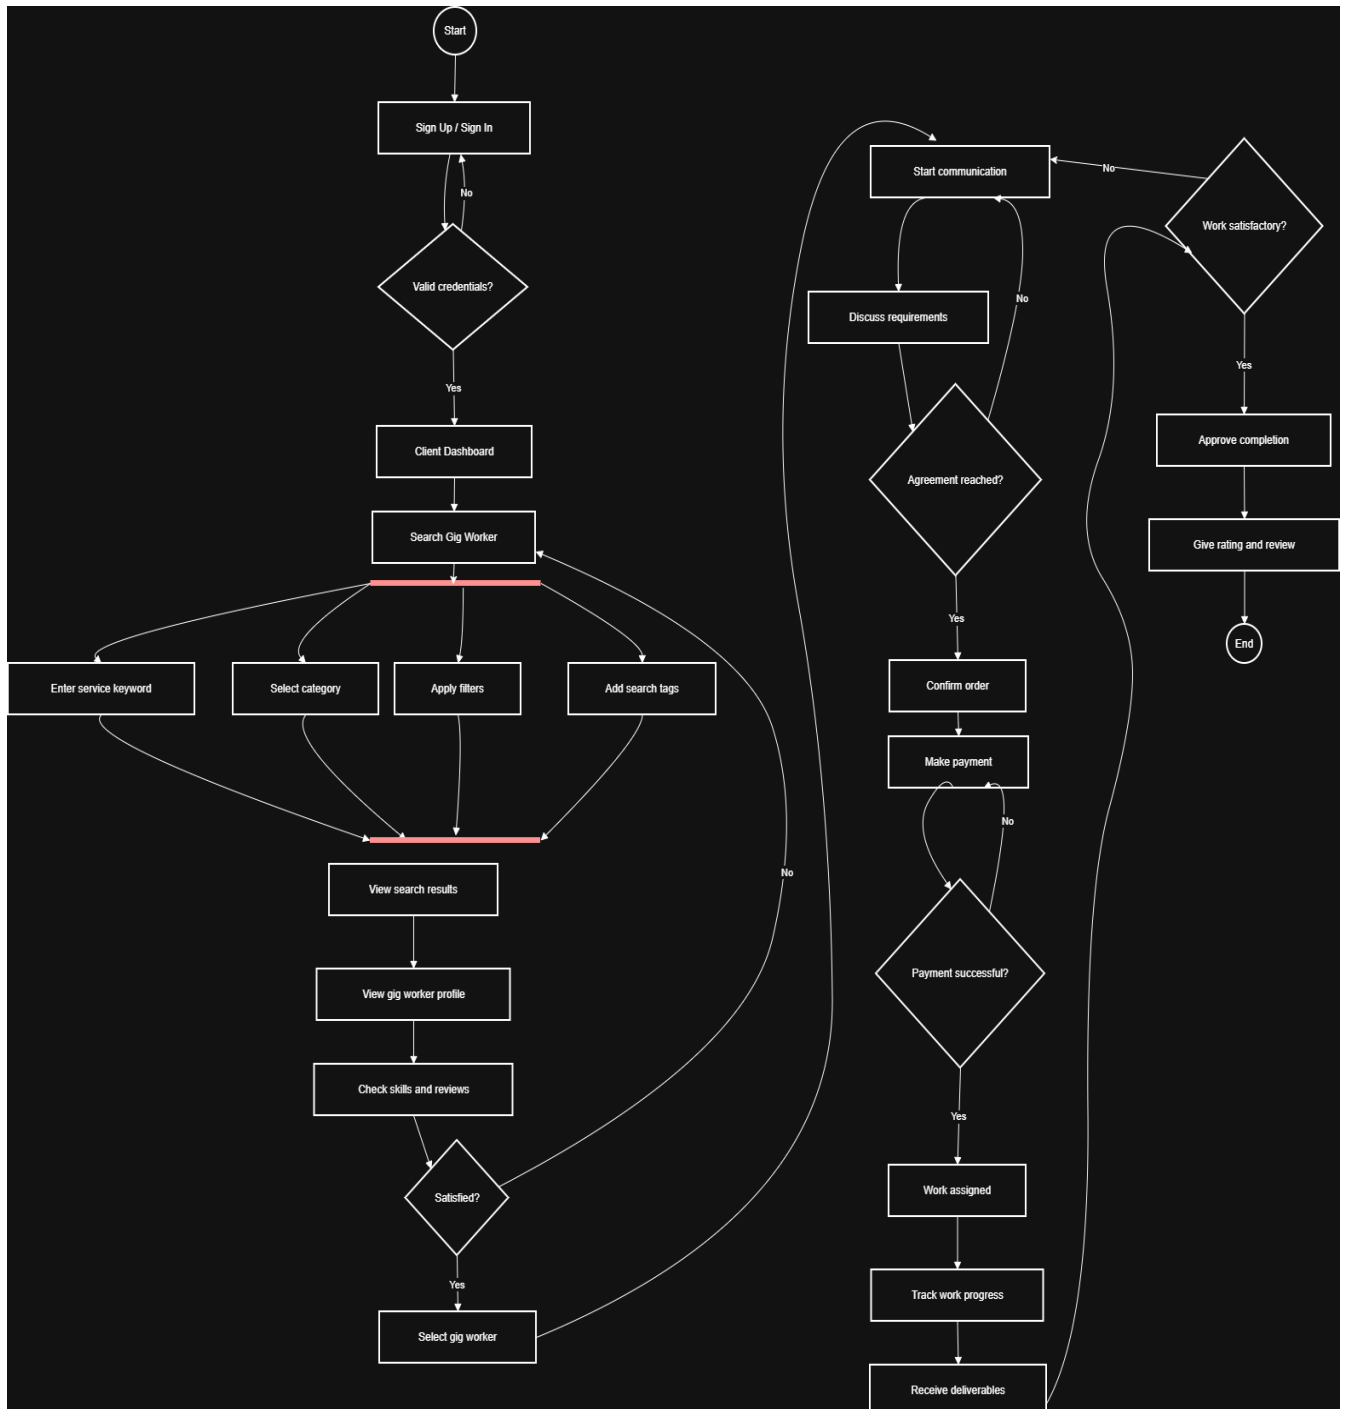 Start
Sign Up / Sign In
No
Valid credentials?
Yes
Client Dashboard
Search Gig Worker
Enter service keyword
Select category
Apply filters
Add search tags
View search results
No
View gig worker profile
Check skills and reviews
Satisfied?
Yes
Select gig worker
Start communication
Discuss requirements
No
Agreement reached?
Yes
Confirm order
Make payment
No
Payment successful?
Yes
Work assigned
Track work progress
Receive deliverables
No
Work satisfactory?
Yes
Approve completion
Give rating and review
End